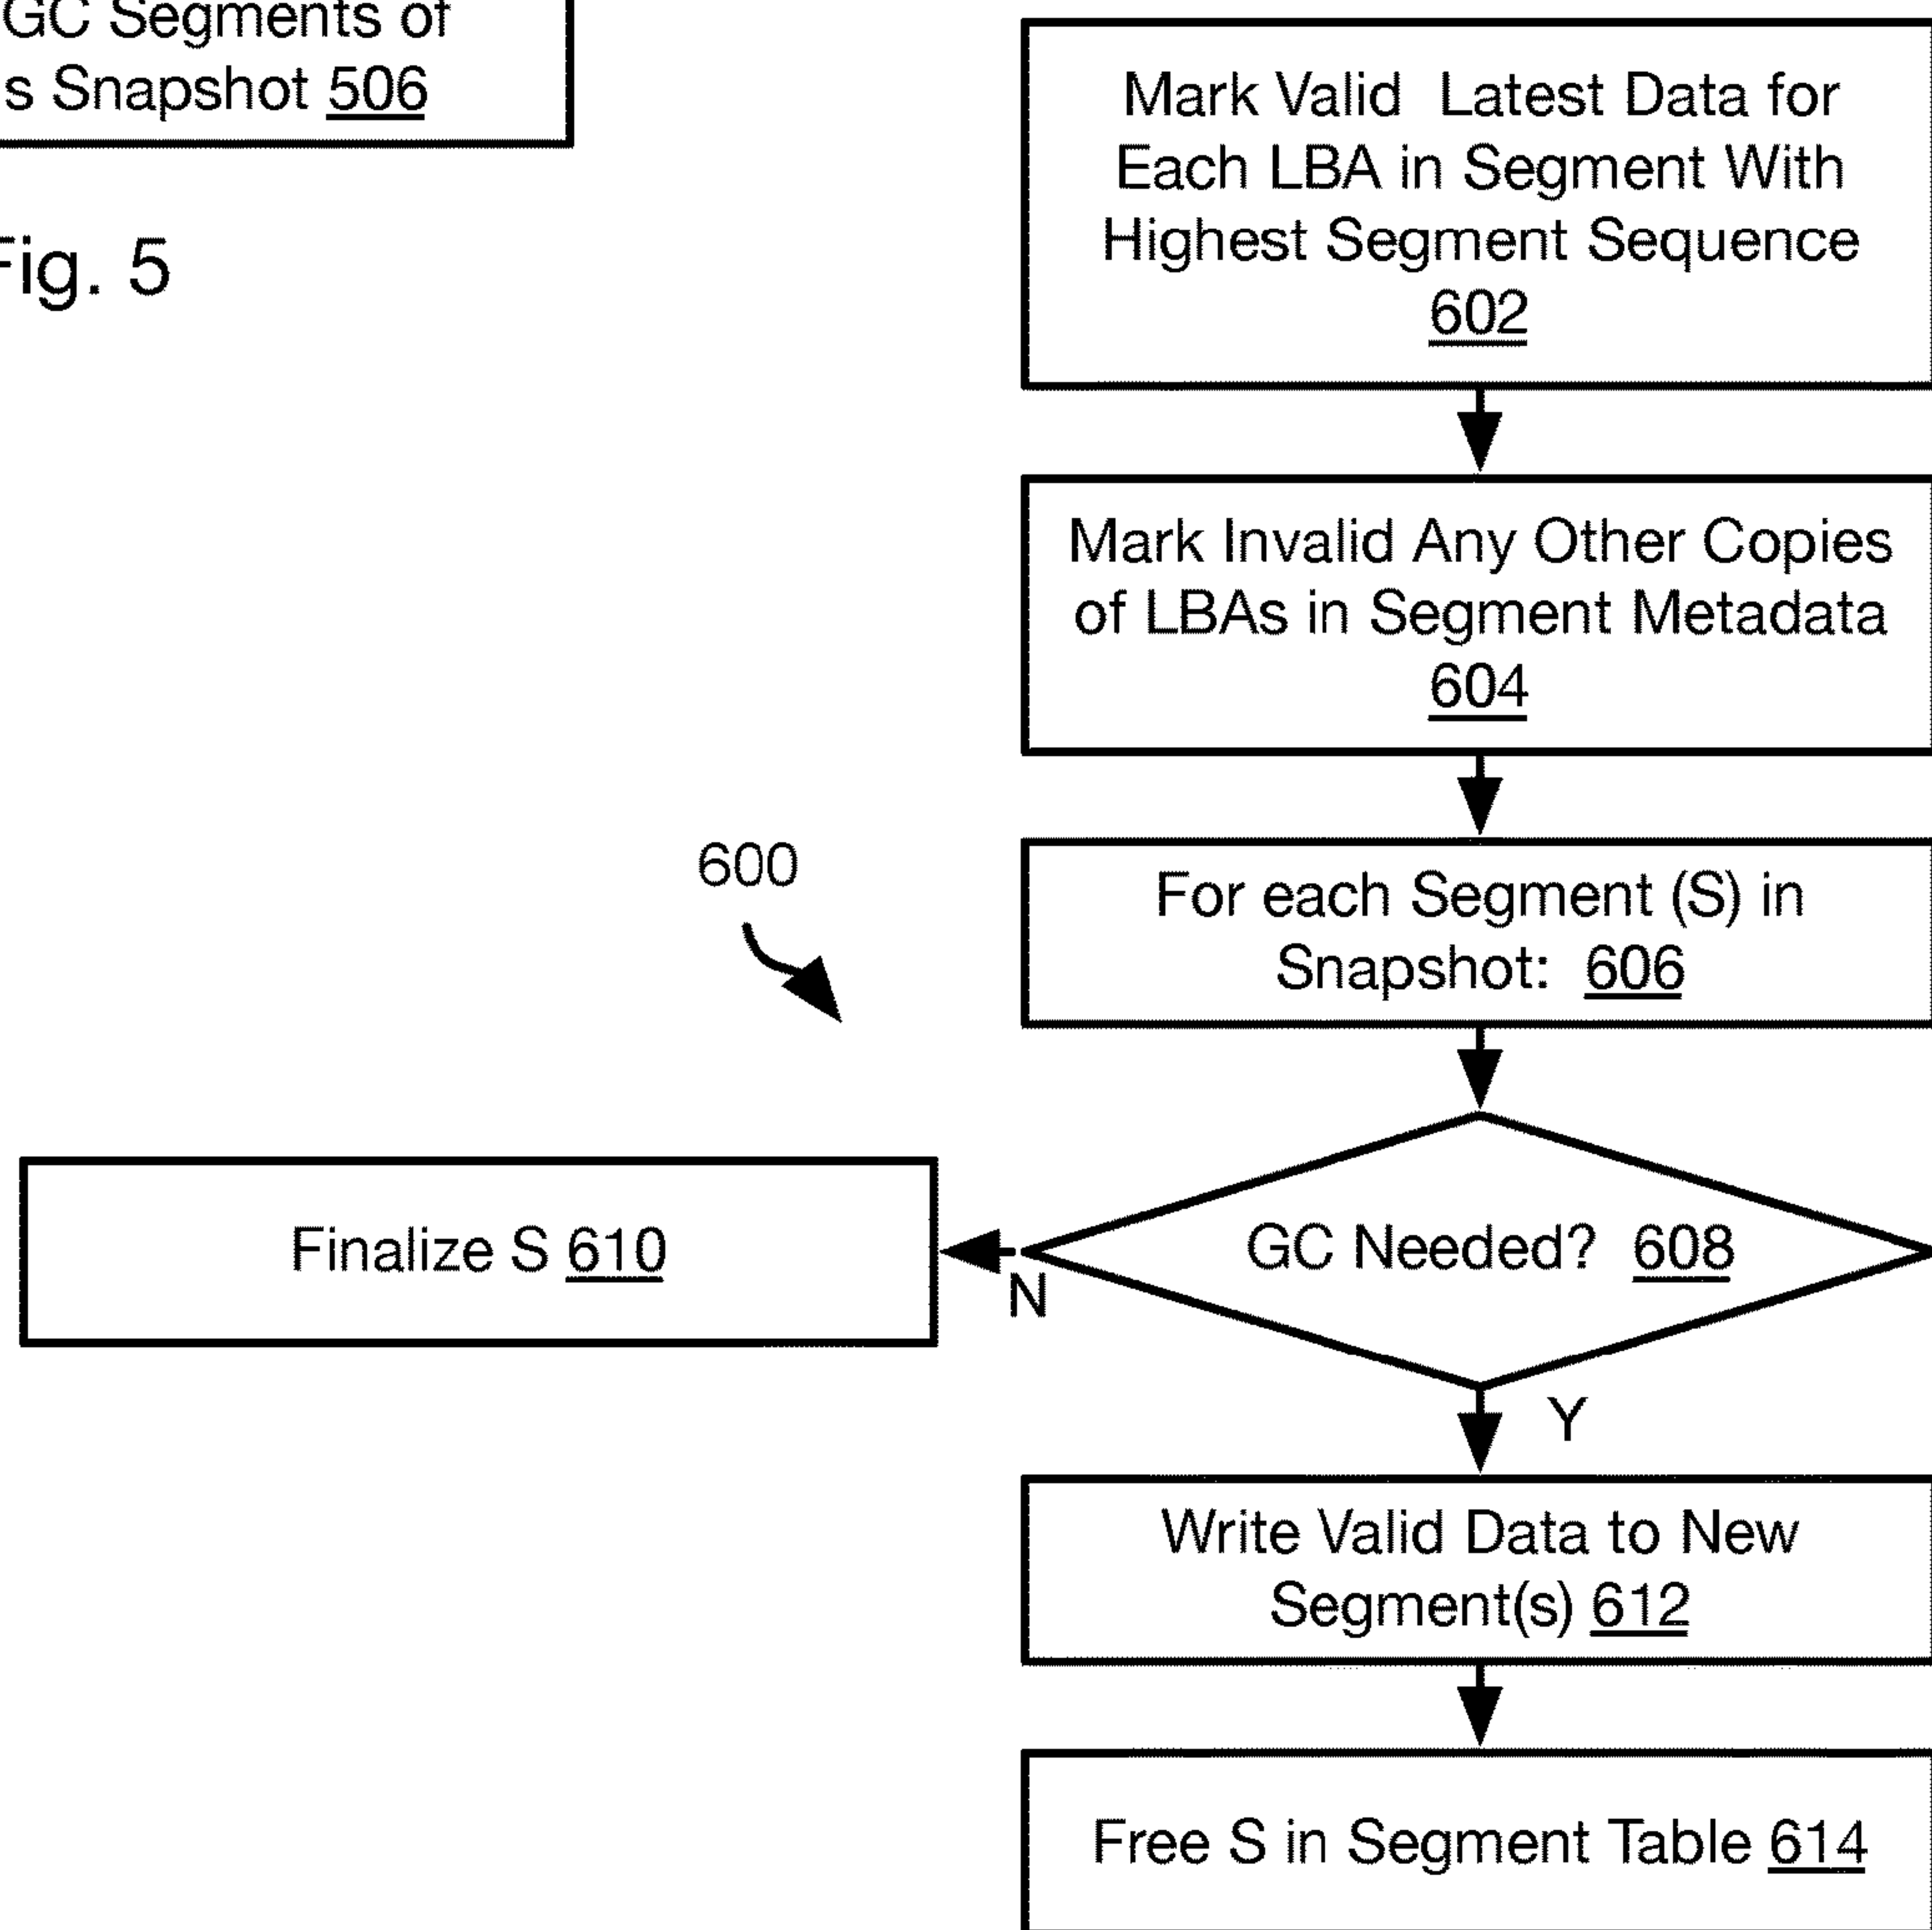 GC Segments of
s Snapshot 506
Fig. 5
Mark Valid Latest Data for
Each LBA in Segment With
Highest Segment Sequence
602
Mark Invalid Any Other Copies
of LBAs in Segment Metadata
604
600
For each Segment (S) in
Snapshot: 606
Finalize S 610
N
GC Needed? 608
Y
Write Valid Data to New
Segment(s) 612
Free S in Segment Table 614